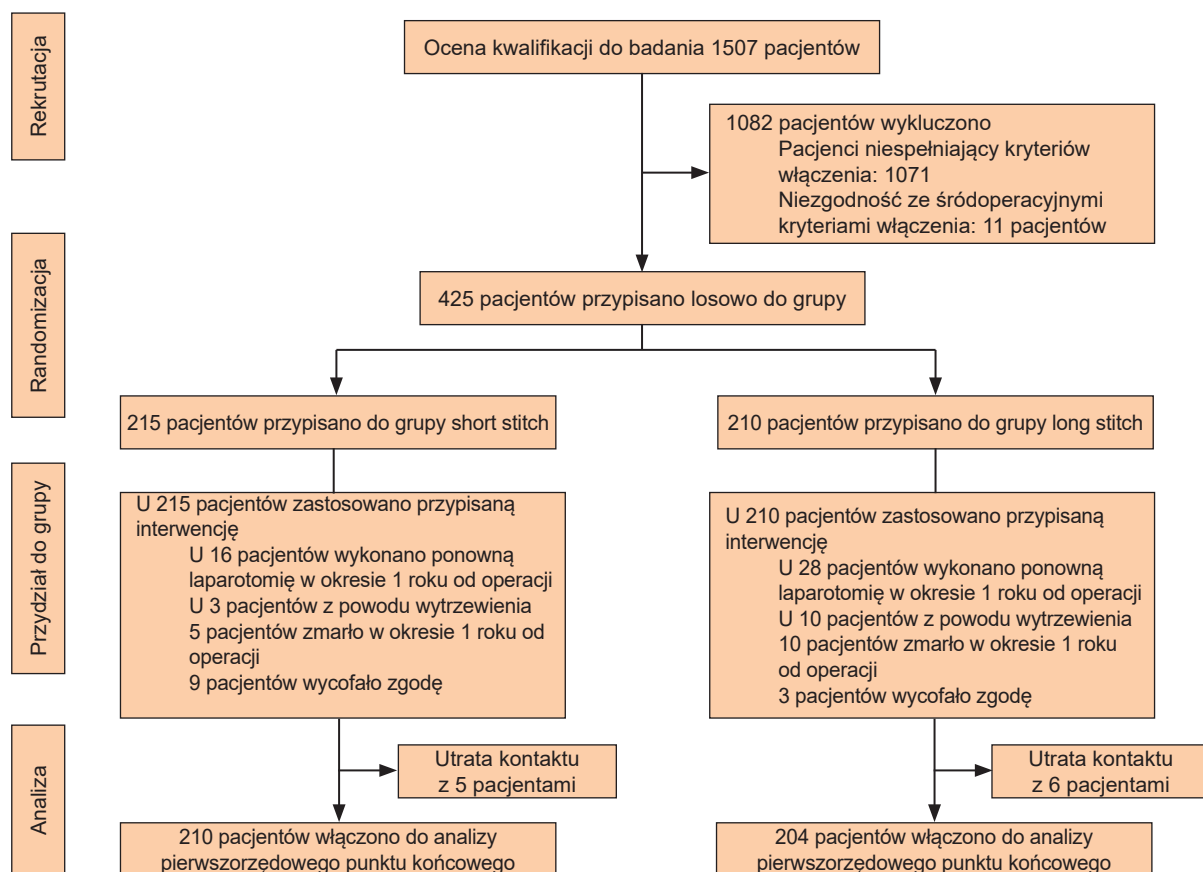 Rekrutacja
Ocena kwalifikacji do badania 1507 pacjentów
1082 pacjentów wykluczono
Pacjenci niespełniający kryteriów
włączenia: 1071
Niezgodność ze śródoperacyjnymi
kryteriami włączenia: 11 pacjentów
Randomizacja
425 pacjentów przypisano losowo do grupy
215 pacjentów przypisano do grupy short stitch
210 pacjentów przypisano do grupy long stitch
Przydział do grupy
U 215 pacjentów zastosowano przypisaną
interwencję
U 16 pacjentów wykonano ponowną
laparotomię w okresie 1 roku od operacji
U 3 pacjentów z powodu wytrzewienia
5 pacjentów zmarło w okresie 1 roku od
operacji
9 pacjentów wycofało zgodę
U 210 pacjentów zastosowano przypisaną
interwencję
U 28 pacjentów wykonano ponowną
laparotomię w okresie 1 roku od operacji
U 10 pacjentów z powodu wytrzewienia
10 pacjentów zmarło w okresie 1 roku
od operacji
3 pacjentów wycofało zgodę
Analiza
Utrata kontaktu
z 5 pacjentami
Utrata kontaktu
z 6 pacjentami
210 pacjentów włączono do analizy
pierwszorzędowego punktu końcowego
204 pacjentów włączono do analizy
pierwszorzędowego punktu końcowego